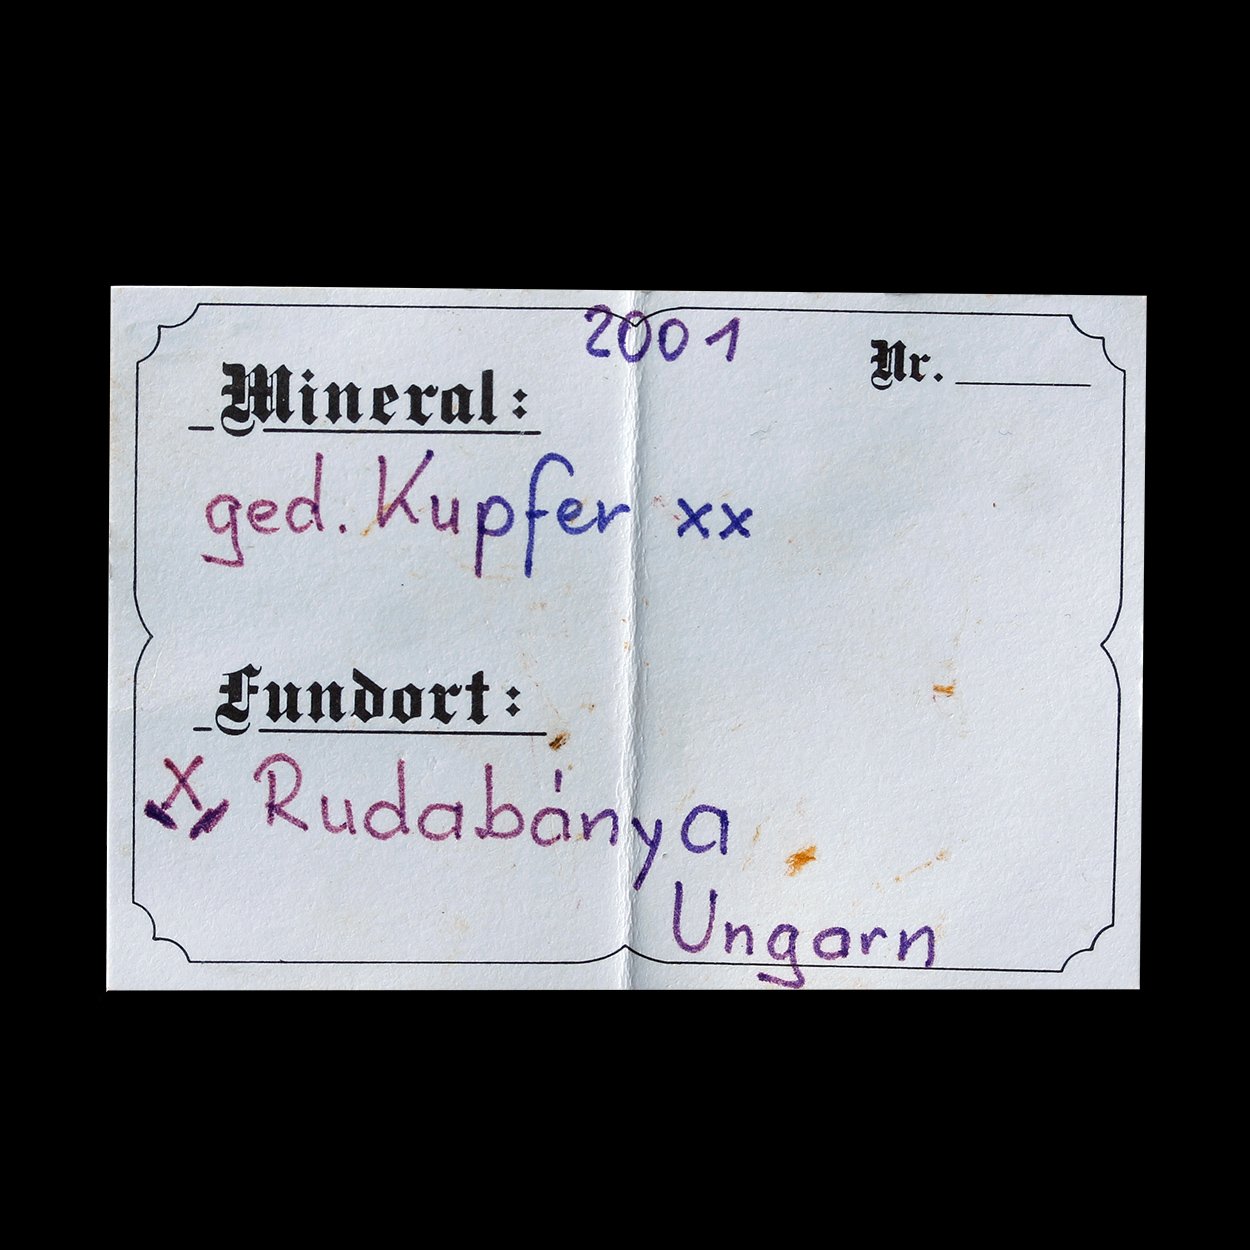 2001
Mineral: Nr.
ged. Kupfer xx
Fundort:
Rudabánya
Ungarn